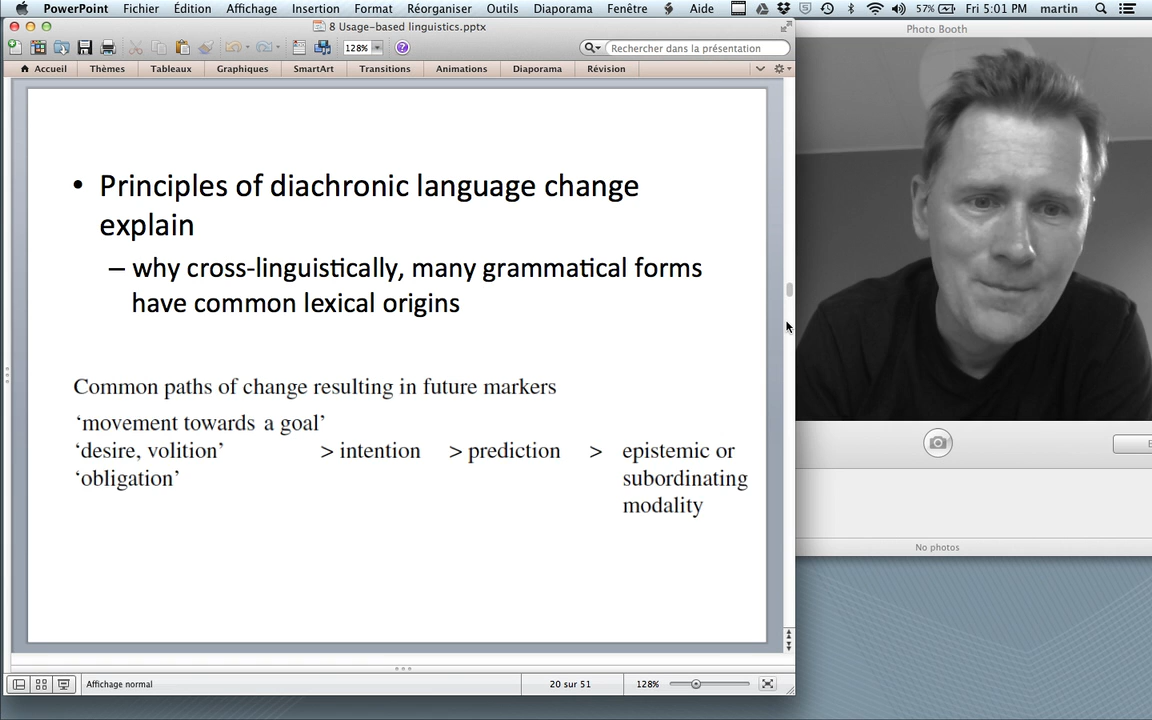 PowerPoint Fichier Édition Affichage Insertion Format Réorganiser Outils Diaporama Fenêtre Aide 57% Fri 5:01 PM martin
8 Usage-based linguistics.pptx
Photo Booth
128% Rechercher dans la présentation
Accueil Thèmes Tableaux Graphiques SmartArt Transitions Animations Diaporama Révision
• Principles of diachronic language change
explain
– why cross-linguistically, many grammatical forms
have common lexical origins
Common paths of change resulting in future markers
‘movement towards a goal’
‘desire, volition’ > intention > prediction > epistemic or
‘obligation’ subordinating
modality
No photos
Affichage normal 20 sur 51 128%